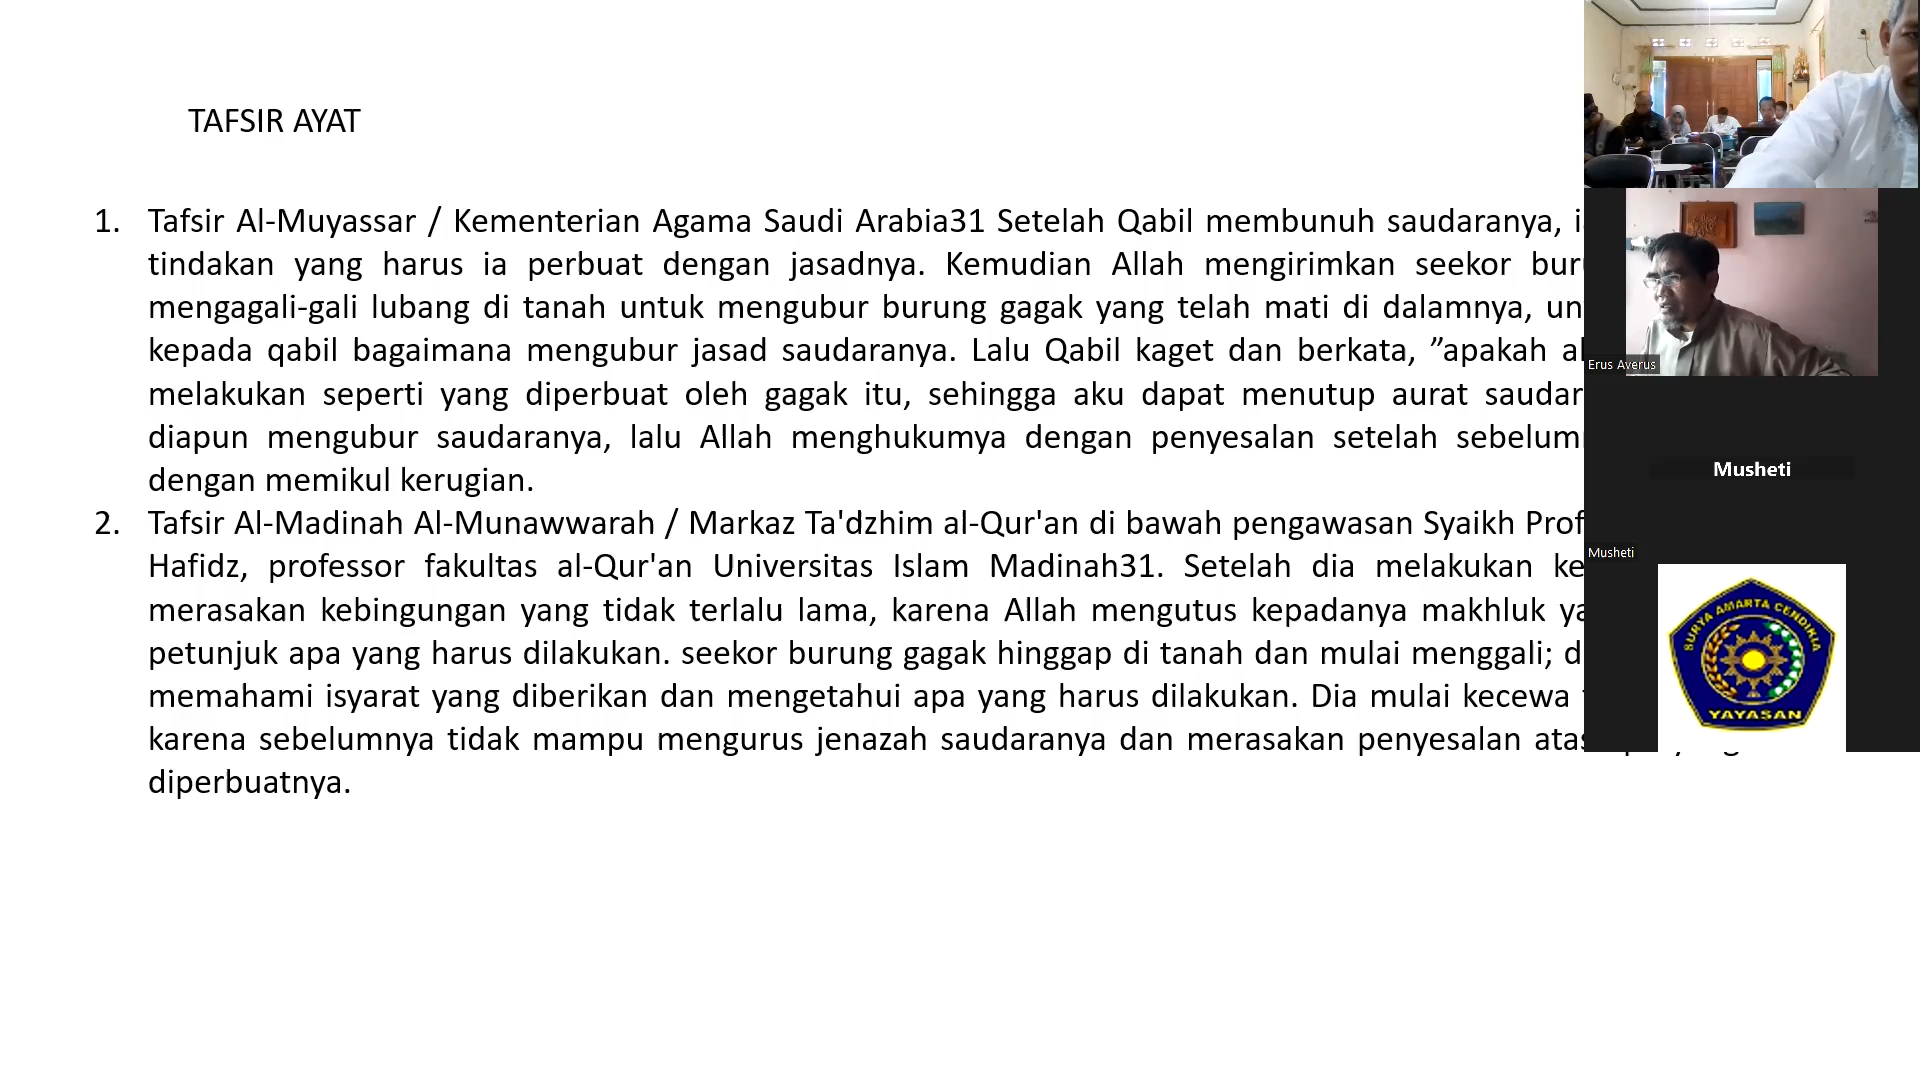 TAFSIR AYAT
1. Tafsir Al-Muyassar / Kementerian Agama Saudi Arabia31 Setelah Qabil membunuh saudaranya,
tindakan yang harus ia perbuat dengan jasadnya. Kemudian Allah mengirimkan seekor
mengagali-gali lubang di tanah untuk mengubur burung gagak yang telah mati di dalamnya,
kepada qabil bagaimana mengubur jasad saudaranya. Lalu Qabil kaget dan berkata, ”apakah
melakukan seperti yang diperbuat oleh gagak itu, sehingga aku dapat menutup aurat
diapun mengubur saudaranya, lalu Allah menghukumya dengan penyesalan setelah
dengan memikul kerugian.
2. Tafsir Al-Madinah Al-Munawwarah / Markaz Ta'dzhim al-Qur'an di bawah pengawasan Syaikh Prof
Hafidz, professor fakultas al-Qur'an Universitas Islam Madinah31. Setelah dia melakukan
merasakan kebingungan yang tidak terlalu lama, karena Allah mengutus kepadanya makhluk
petunjuk apa yang harus dilakukan. seekor burung gagak hinggap di tanah dan mulai menggali;
memahami isyarat yang diberikan dan mengetahui apa yang harus dilakukan. Dia mulai kecewa
karena sebelumnya tidak mampu mengurus jenazah saudaranya dan merasakan penyesalan atas
diperbuatnya.
Erus Averus
Musheti
Musheti
SURYA AMARTA CENDIKIA
YAYASAN